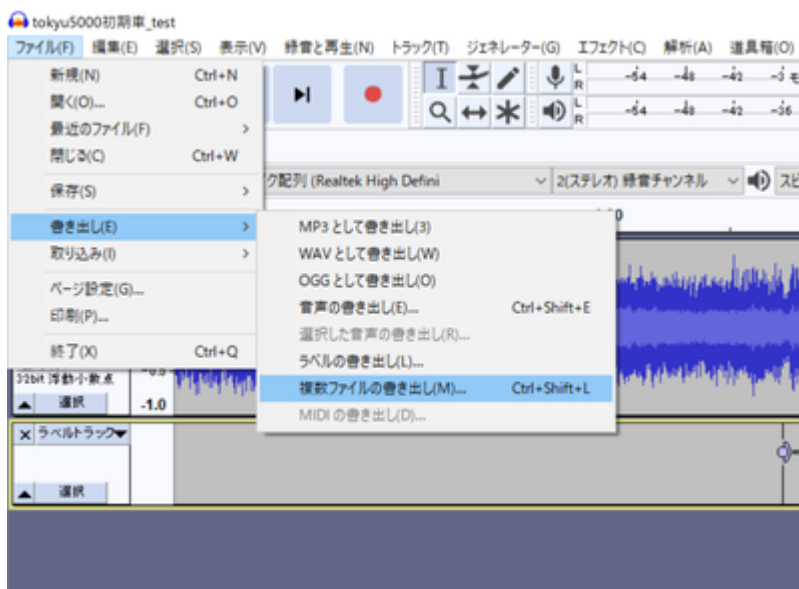 tokyu5000初期車_test
ファイル(F) 編集(E) 選択(S) 表示(V) 録音と再生(N) トラック(T) ジェネレーター(G) エフェクト(C) 解析(A) 道具箱(O)
新規(N) Ctrl+N
開く(O)... Ctrl+O
最近のファイル(F)
閉じる(C) Ctrl+W
保存(S)
書き出し(E)
取り込み(I)
ページ設定(G)...
印刷(P)...
終了(X) Ctrl+Q
L
R
-54 -48 -42
L
R
-54 -48 -42 -36
ク配列 (Realtek High Defini
2(ステレオ) 録音チャンネル
スピ
MP3 として書き出し(3)
WAV として書き出し(W)
OGG として書き出し(O)
音声の書き出し(E)... Ctrl+Shift+E
選択した音声の書き出し(R)...
ラベルの書き出し(L)...
複数ファイルの書き出し(M)... Ctrl+Shift+L
MIDI の書き出し(D)...
32bit 浮動小数点
選択
-1.0
ラベルトラック
選択